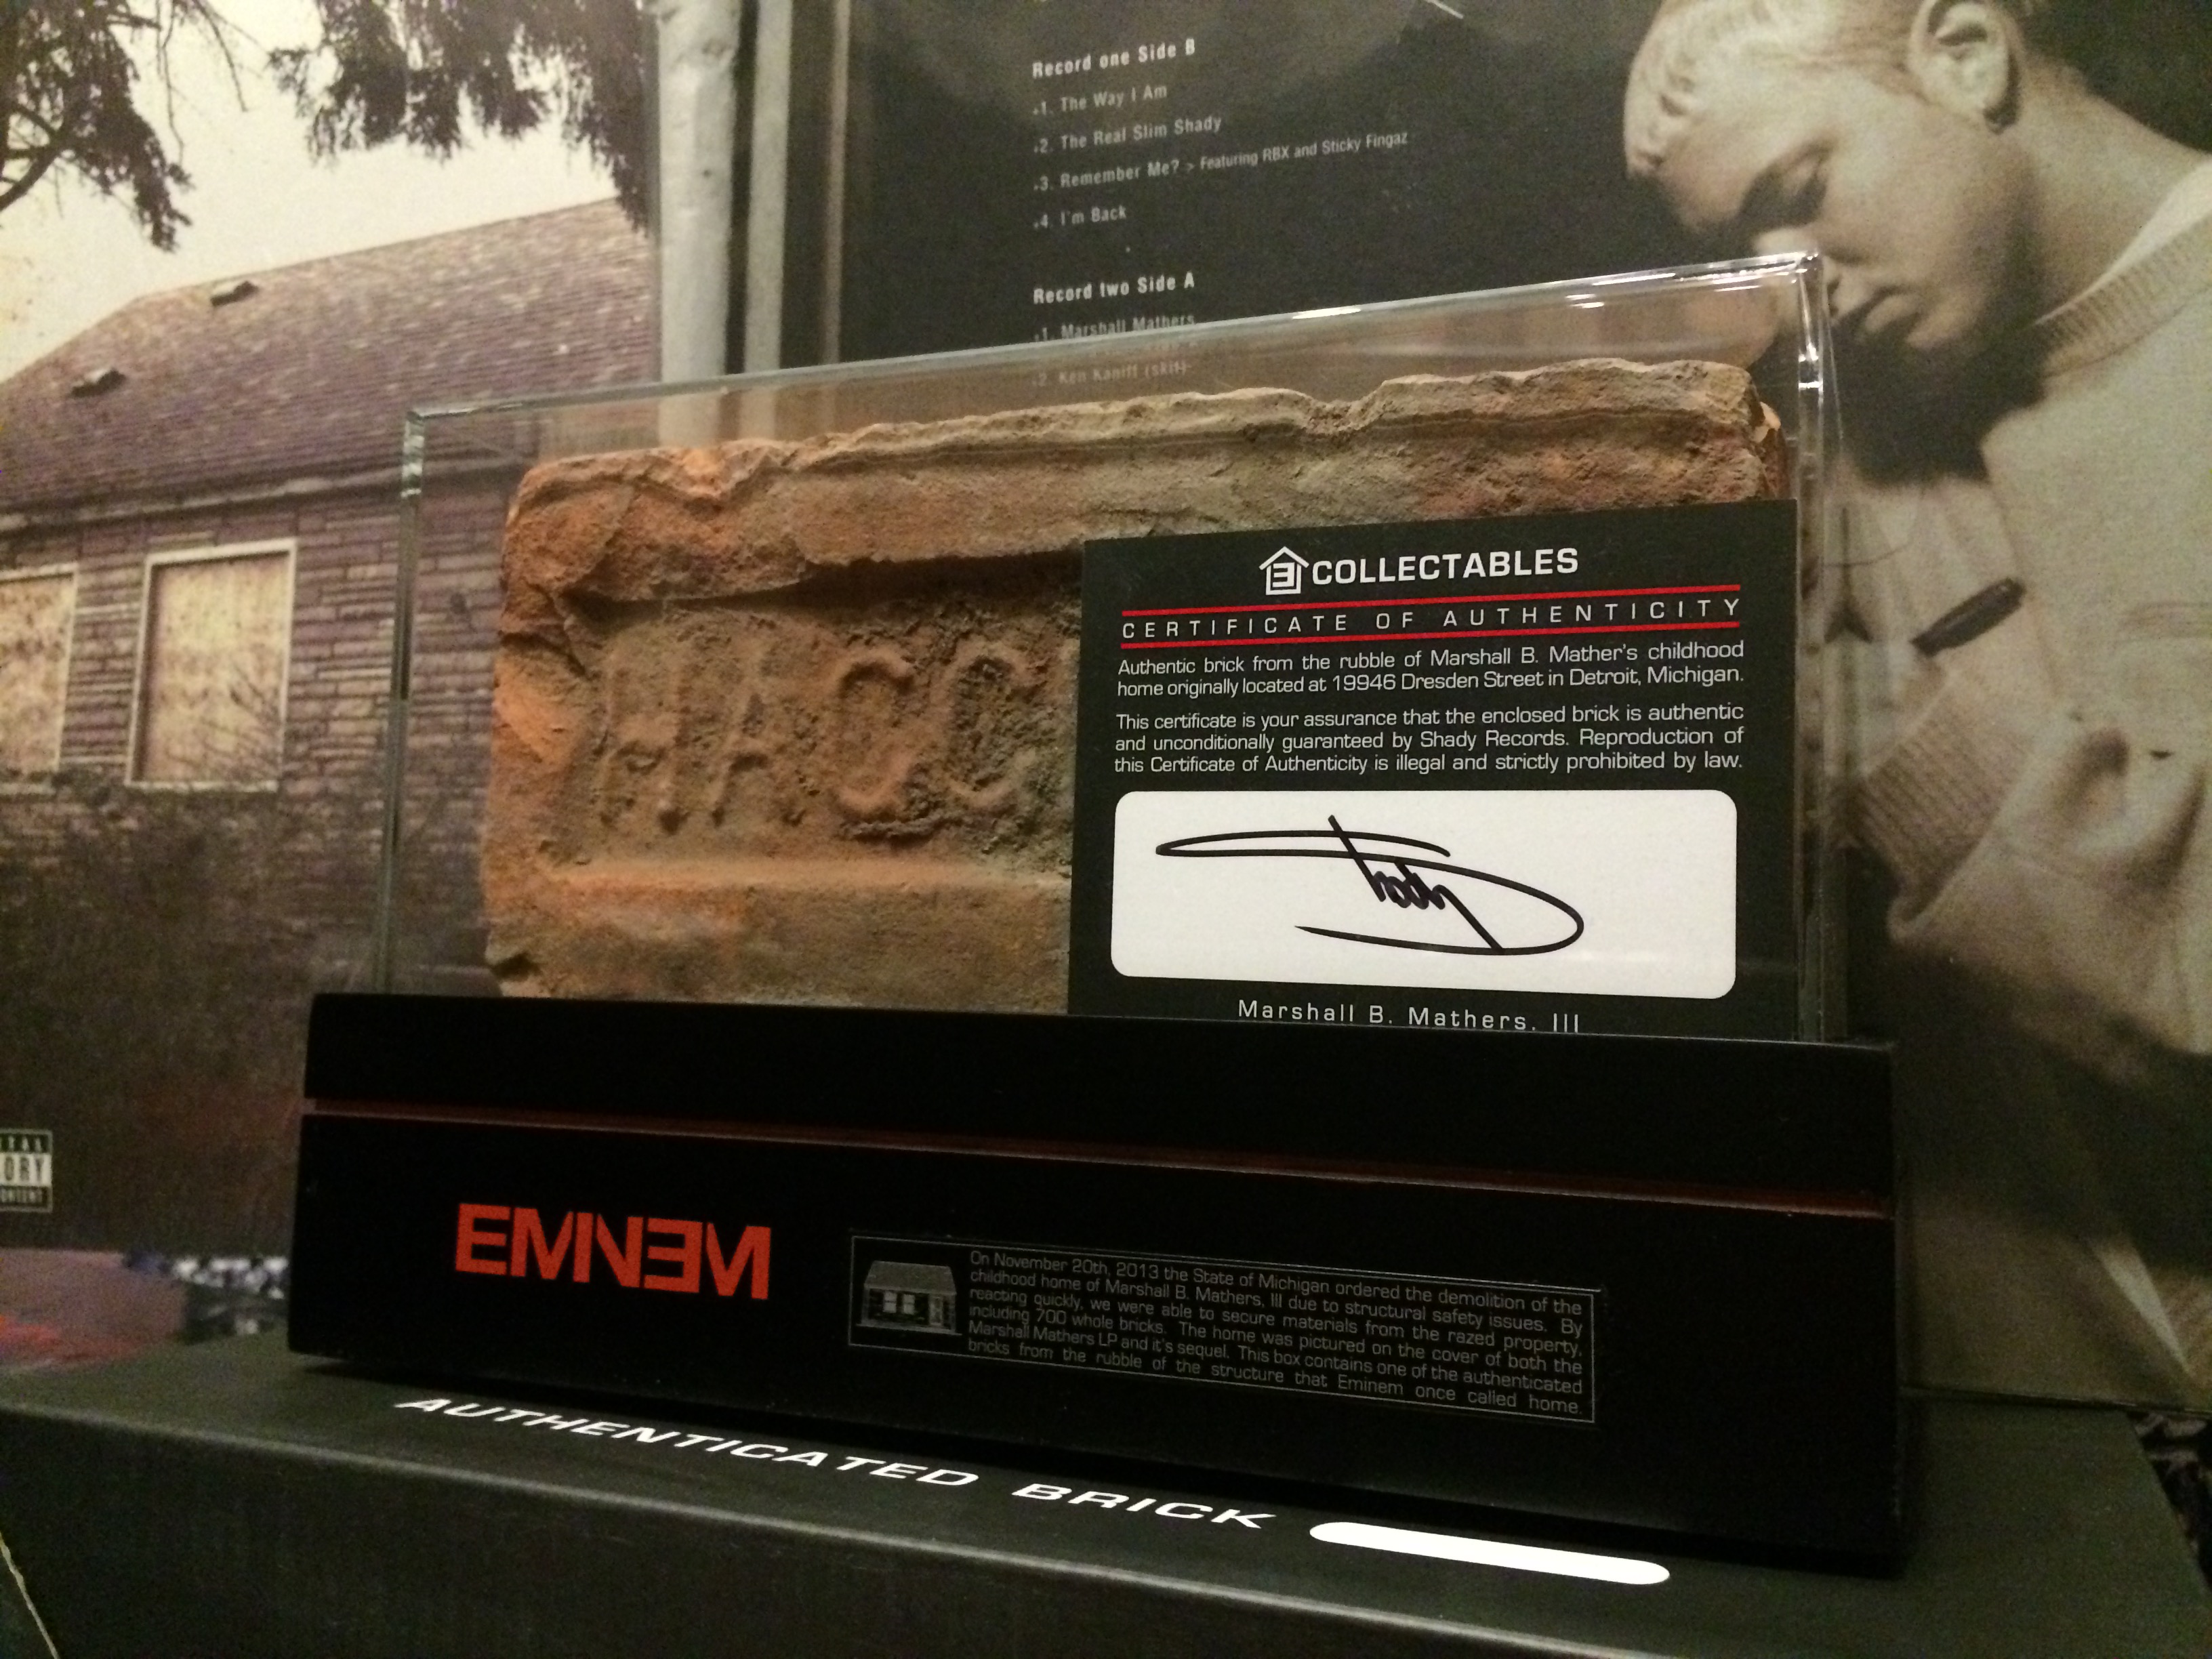 Record one Side B
.1. The Way I Am
.2. The Real Slim Shady
.3. Remember Me? > Featuring RBX and Sticky Fingaz
.4. I'm Back
Record two Side A
.1. Marshall Mathers
.2. Ken Kaniff (skit)
COLLECTABLES
CERTIFICATE OF AUTHENTICITY
Authentic brick from the rubble of Marshall B. Mather's childhood
home originally located at 19946 Dresden Street in Detroit, Michigan.
This certificate is your assurance that the enclosed brick is authentic
and unconditionally guaranteed by Shady Records. Reproduction of
this Certificate of Authenticity is illegal and strictly prohibited by law.
Shady
Marshall B. Mathers, III
EMINEM
On November 20th, 2013 the State of Michigan ordered the demolition of the
childhood home of Marshall B. Mathers, III due to structural safety issues. By
reacting quickly, we were able to secure materials from the razed property,
including 700 whole bricks. The home was pictured on the cover of both the
Marshall Mathers LP and it's sequel. This box contains one of the authenticated
bricks from the rubble of the structure that Eminem once called home.
AUTHENTICATED BRICK